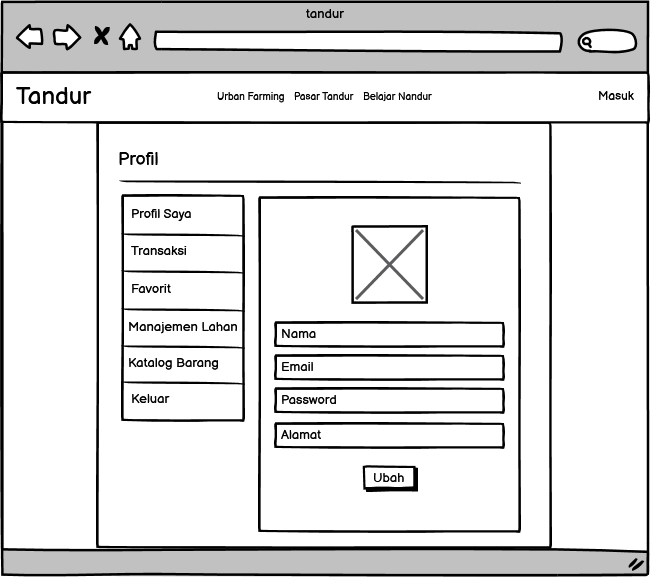 tandur
Tandur
Urban Farming Pasar Tandur Belajar Nandur
Masuk
Profil
Profil Saya
Transaksi
Favorit
Manajemen Lahan
Katalog Barang
Keluar
Nama
Email
Password
Alamat
Ubah